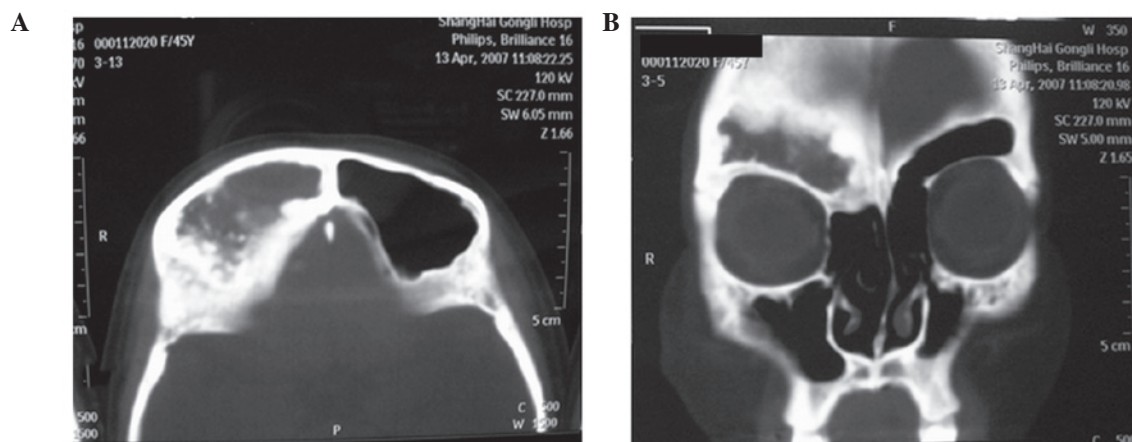 A
ShangHai Gongli Hosp
Philips, Brilliance 16
13 Apr, 2007 11:08:22.25
120 kV
SC 227.0 mm
SW 6.05 mm
Z 1.66
000112020 F/45Y
3-13
R
5 cm
P
C 500
W 1500
B
F
W 350
ShangHai Gongli Hosp
Philips, Brilliance 16
13 Apr, 2007 11:08:20.98
120 kV
SC 227.0 mm
SW 5.00 mm
Z 1.65
000112020 F/45Y
3-5
R
5 cm